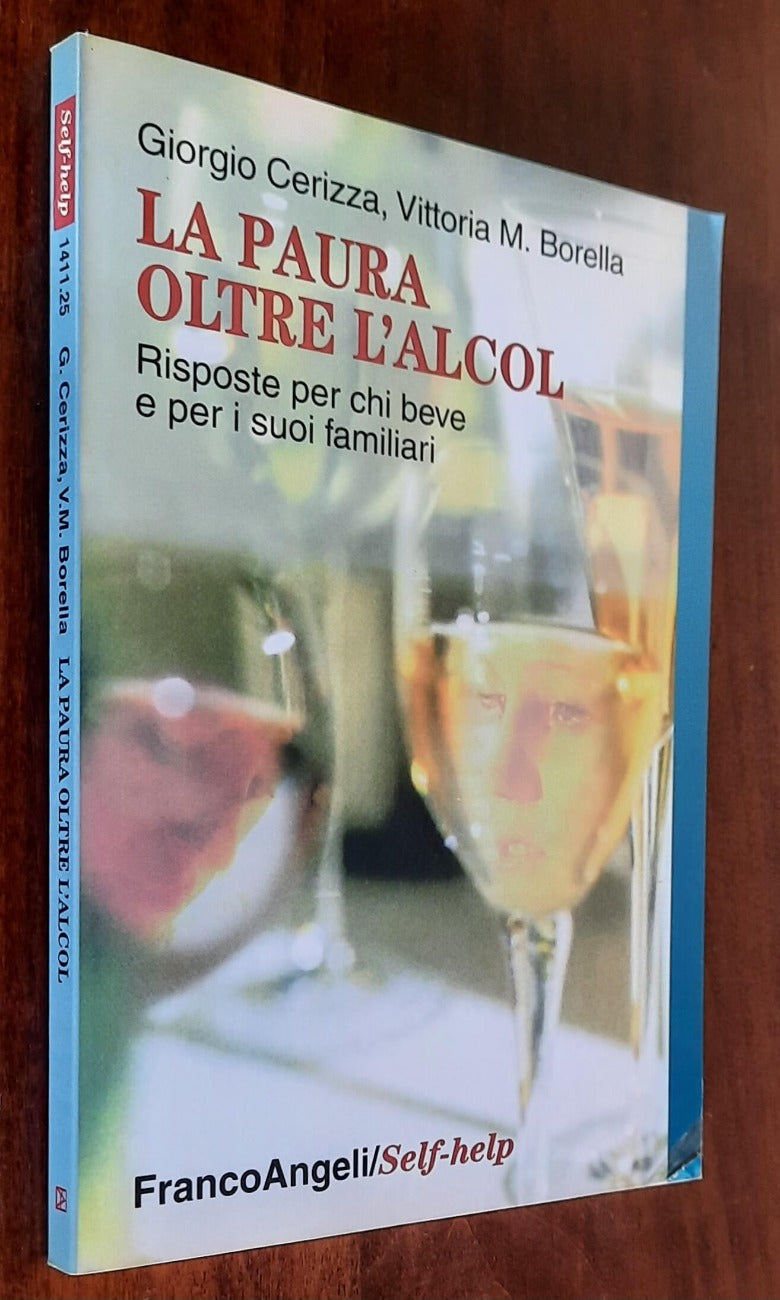 Giorgio Cerizza, Vittoria M. Borella
LA PAURA
OLTRE L'ALCOL
Risposte per chi beve
e per i suoi familiari
FrancoAngeli/Self-help
Self-help 1411.25 G. Cerizza, V.M. Borella LA PAURA OLTRE L'ALCOL